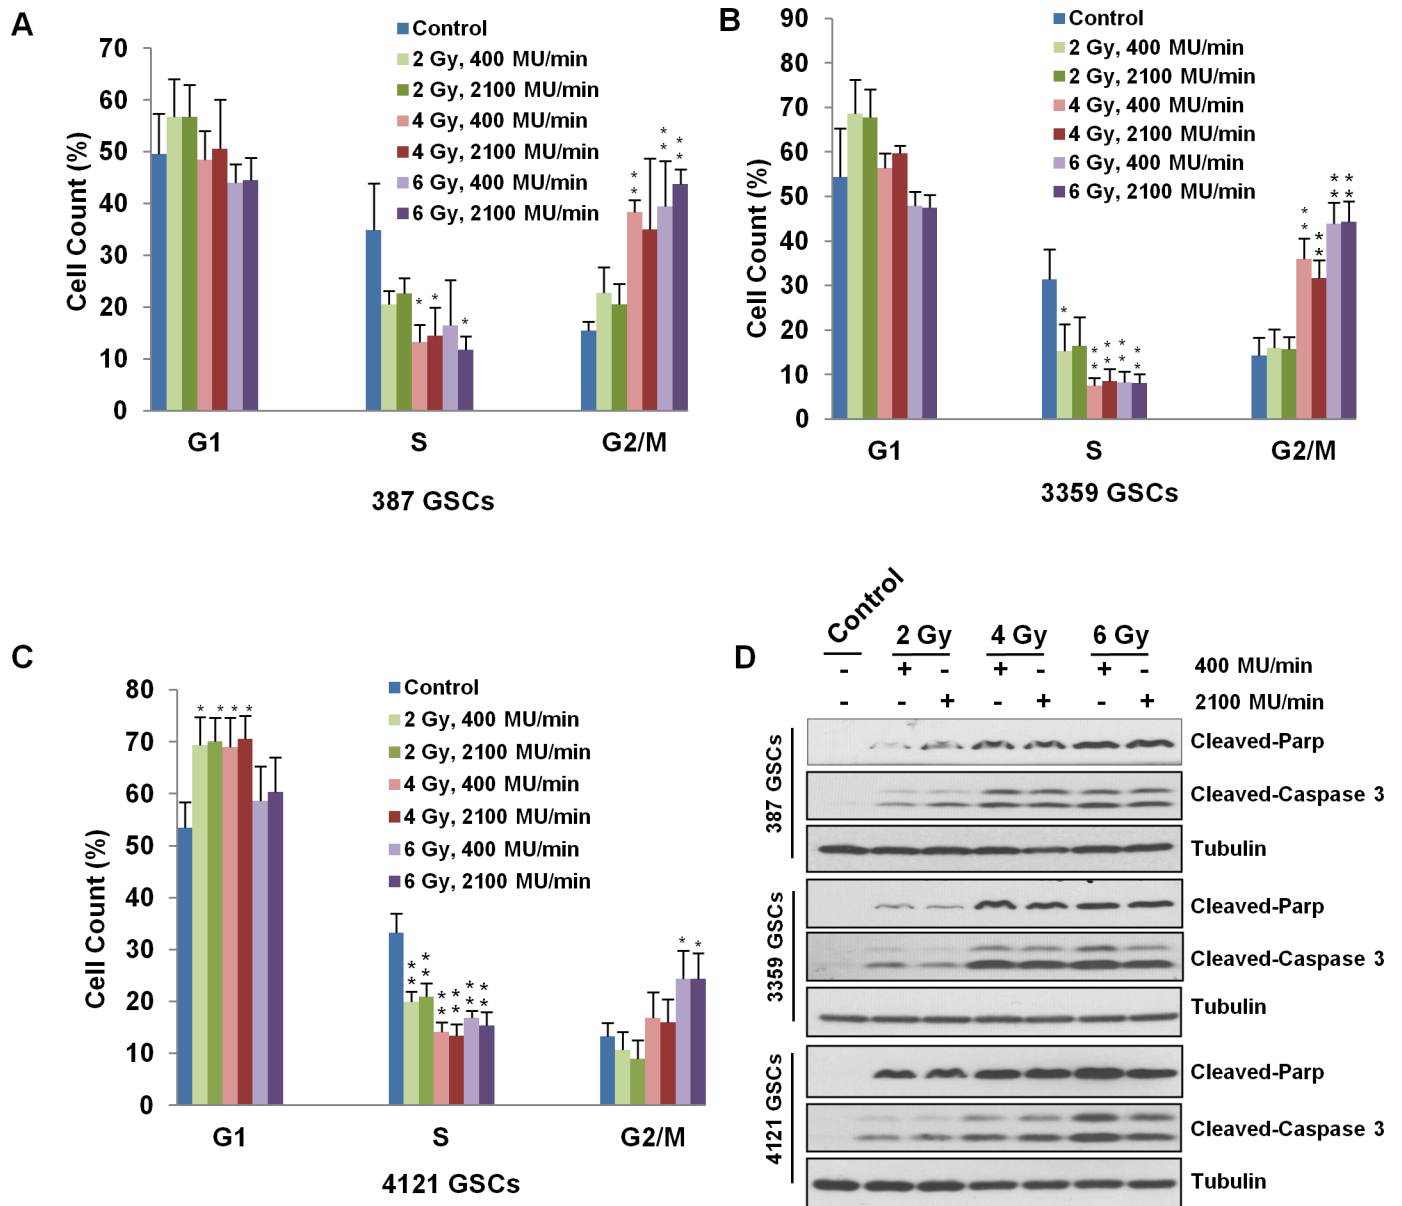 A
Control
2 Gy, 400 MU/min
2 Gy, 2100 MU/min
4 Gy, 400 MU/min
4 Gy, 2100 MU/min
6 Gy, 400 MU/min
6 Gy, 2100 MU/min
Cell Count (%)
70
60
50
40
30
20
10
0
* * * * * * * * *
G1 S G2/M
387 GSCs
B
Control
2 Gy, 400 MU/min
2 Gy, 2100 MU/min
4 Gy, 400 MU/min
4 Gy, 2100 MU/min
6 Gy, 400 MU/min
6 Gy, 2100 MU/min
Cell Count (%)
90
80
70
60
50
40
30
20
10
0
* * * * * * * * * * * * * * * * *
G1 S G2/M
3359 GSCs
C
Control
2 Gy, 400 MU/min
2 Gy, 2100 MU/min
4 Gy, 400 MU/min
4 Gy, 2100 MU/min
6 Gy, 400 MU/min
6 Gy, 2100 MU/min
Cell Count (%)
80
70
60
50
40
30
20
10
0
* * * * * * * * * * * * * * * * * *
G1 S G2/M
4121 GSCs
D
Control 2 Gy 4 Gy 6 Gy
- + - + - + - 400 MU/min
- - + - + - + 2100 MU/min
387 GSCs
Cleaved-Parp
Cleaved-Caspase 3
Tubulin
3359 GSCs
Cleaved-Parp
Cleaved-Caspase 3
Tubulin
4121 GSCs
Cleaved-Parp
Cleaved-Caspase 3
Tubulin